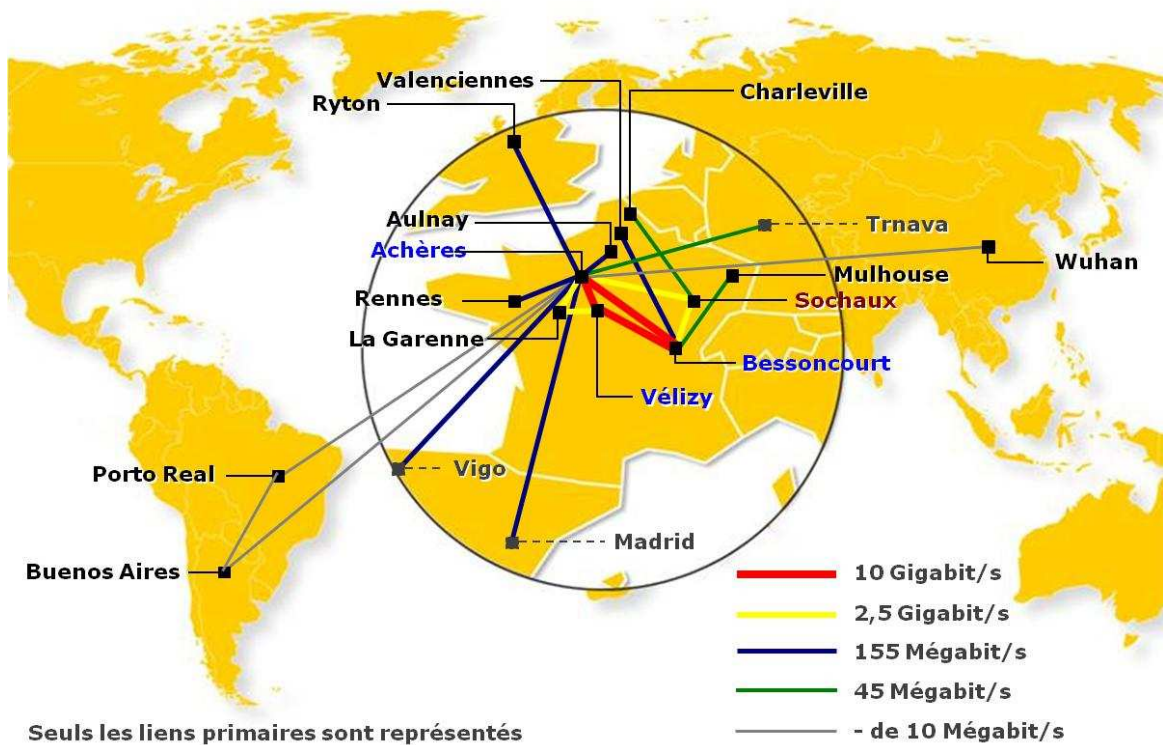 Valenciennes
Charleville
Ryton
Aulnay
Trnava
Achères
Wuhan
Mulhouse
Rennes
Sochaux
La Garenne
Bessoncourt
Vélizy
Porto Real
Vigo
Madrid
Buenos Aires
10 Gigabit/s
2,5 Gigabit/s
155 Mégabit/s
45 Mégabit/s
- de 10 Mégabit/s
Seuls les liens primaires sont représentés